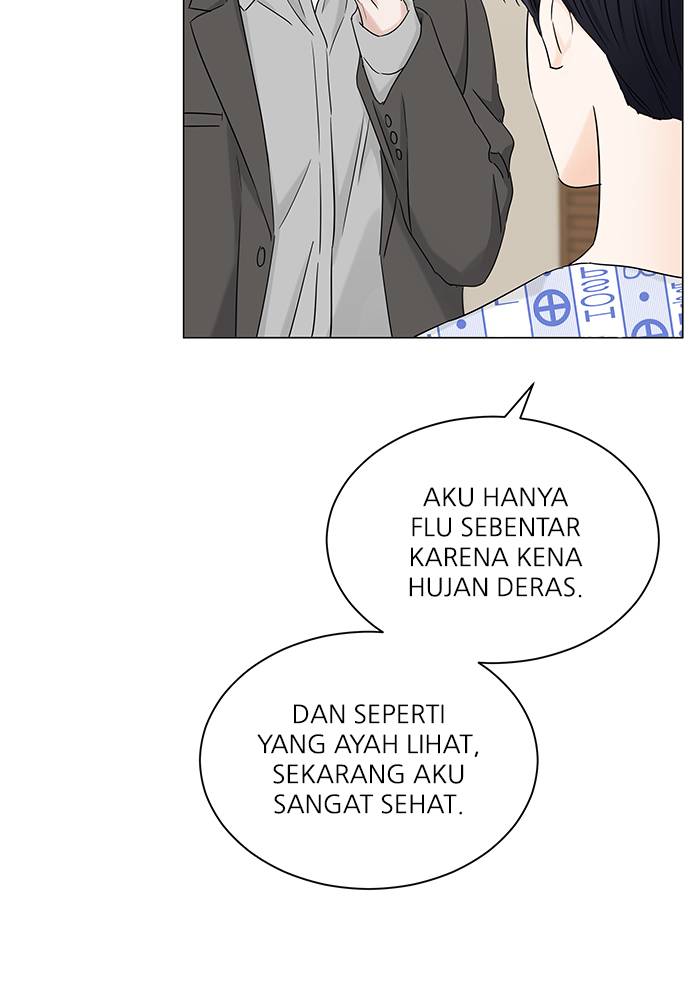 AKU HANYA
FLU SEBENTAR
KARENA KENA
HUJAN DERAS.
DAN SEPERTI
YANG AYAH LIHAT,
SEKARANG AKU
SANGAT SEHAT.